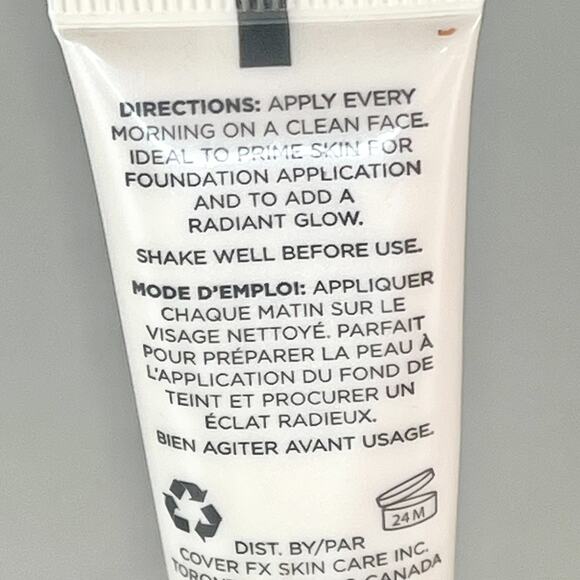 DIRECTIONS: APPLY EVERY
MORNING ON A CLEAN FACE.
IDEAL TO PRIME SKIN FOR
FOUNDATION APPLICATION
AND TO ADD A
RADIANT GLOW.
SHAKE WELL BEFORE USE.
MODE D'EMPLOI: APPLIQUER
CHAQUE MATIN SUR LE
VISAGE NETTOYÉ. PARFAIT
POUR PRÉPARER LA PEAU À
L'APPLICATION DU FOND DE
TEINT ET PROCURER UN
ÉCLAT RADIEUX.
BIEN AGITER AVANT USAGE.
24M
DIST. BY/PAR
COVER FX SKIN CARE INC.
CANADA